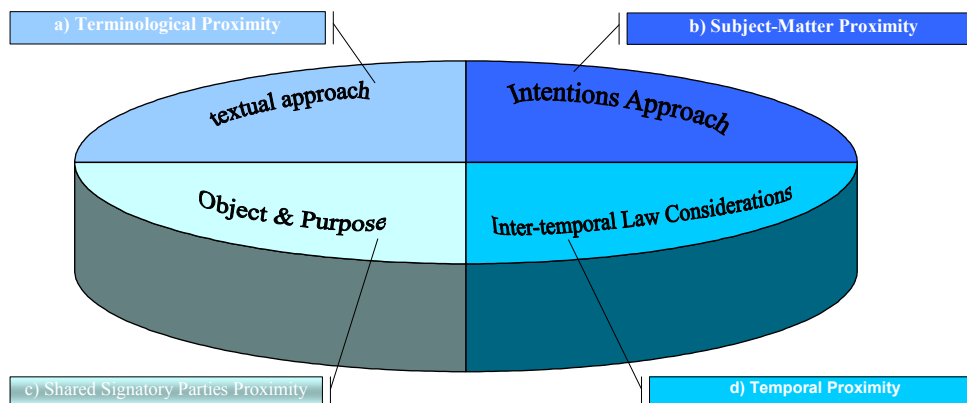 a) Terminological Proximity
b) Subject-Matter Proximity
textual approach
Intentions Approach
Object & Purpose
Inter-temporal Law Considerations
c) Shared Signatory Parties Proximity
d) Temporal Proximity